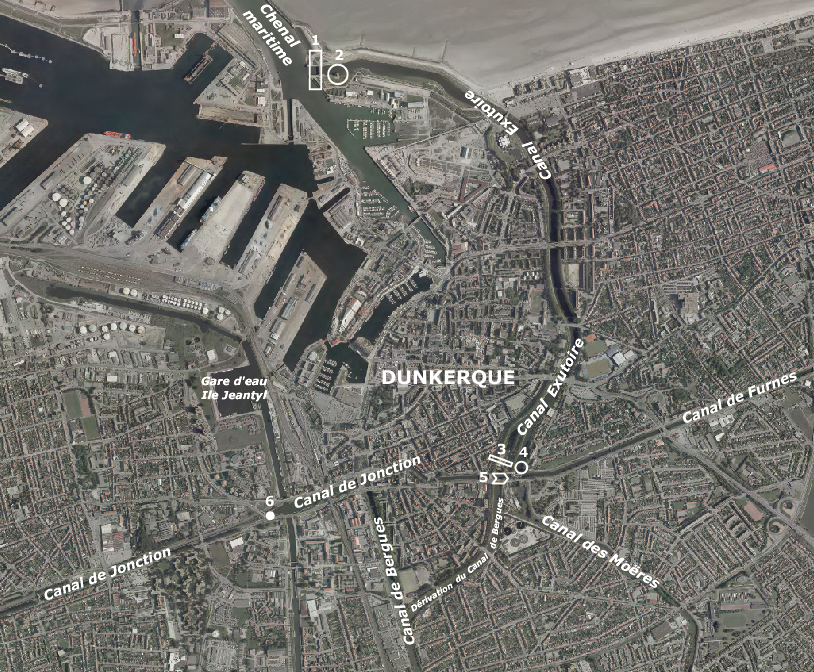 Chenal
maritime
1
2
Canal Exutoire
Gare d'eau
Ile Jeantyl
DUNKERQUE
Canal Exutoire
Canal de Furnes
3
4
5
6
Canal de Jonction
Canal de Jonction
Canal de Bergues
Dérivation du Canal de Bergues
Canal des Moëres